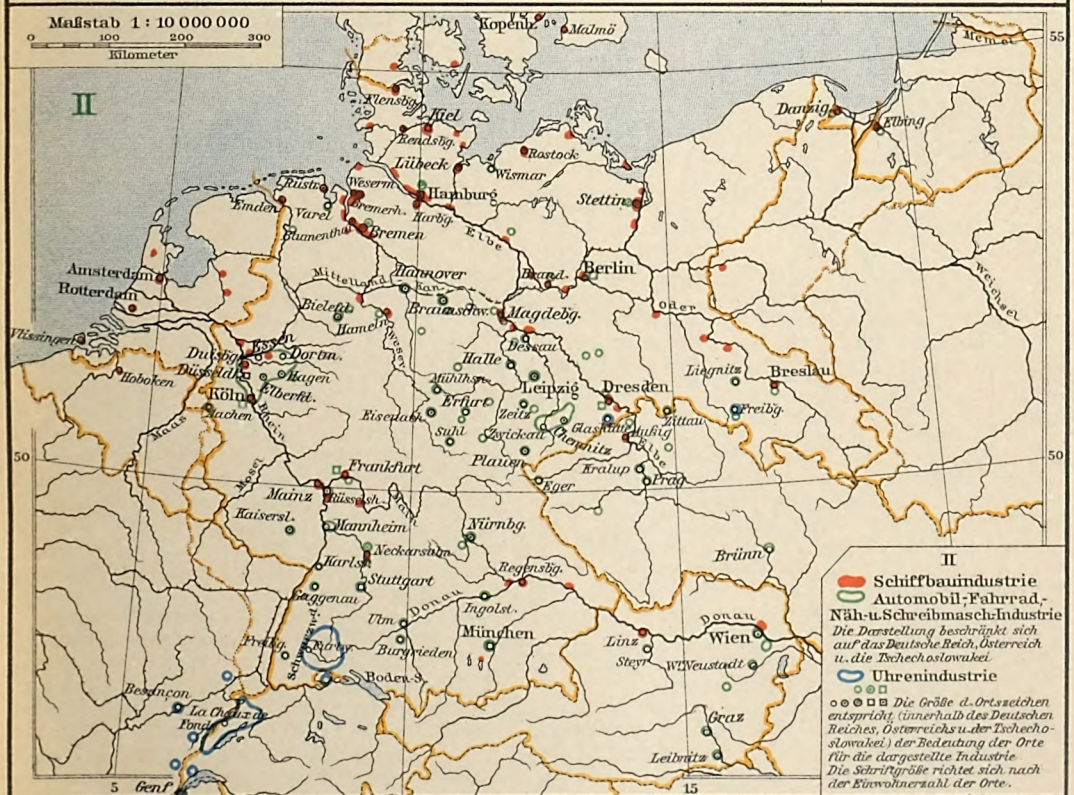 Maßstab 1 : 10 000 000
0 100 200 300
Kilometer
II
Kopenh.
Malmö
Memel
55
Flensbg.
Kiel
Rendsbg.
Danzig
Elbing
Lübeck
Rostock
Wismar
Rüstr.
Weserm.
Hamburg
Stettin
Emden
Varel
Bremerh.
Harbg.
Blumenthal
Bremen
Elbe
Amsterdam
Mittelland-
Kan.
Hannover
Brand.
Berlin
Weichsel
Rotterdam
Bielefd.
Braunschw.
Magdebg.
Oder
Hameln
Weser
Vlissingen
Essen
Dessau
Duisbg.
Dortm.
Halle
Liegnitz
Breslau
Hoboken
Düsseld.
Hagen
Mühlhsn.
Leipzig
Dresden
Köln
Elberfd.
Erfurt
Zeitz
Freibg.
Aachen
Rhein
Eisenach
Zittau
Maas
Suhl
Zwickau
Chemnitz
Glashütte
Außig
Elbe
50
Mosel
Frankfurt
Plauen
Kralup
50
Mainz
Rüsselsh.
Main
Eger
Prag
Kaisersl.
Mannheim
Nürnbg.
Neckarsulm
Brünn
Karlsr.
Regensbg.
Stuttgart
Gaggenau
Donau
Ingolst.
Donau
Ulm
München
Linz
Wien
Freibg.
Schwarzwd.
Burgrieden
Steyr
Wr. Neustadt
Besançon
Boden-S.
La Chaux de
Fonds
Graz
Leibnitz
5
Genf
15
II
Schiffbauindustrie
Automobil-, Fahrrad-,
Näh- u. Schreibmasch.-Industrie
Die Darstellung beschränkt sich
auf das Deutsche Reich, Österreich
u. die Tschechoslowakei
Uhrenindustrie
Die Größe d. Ortszeichen
entspricht (innerhalb des Deutschen
Reiches, Österreichs u. der Tschecho-
slowakei) der Bedeutung der Orte
für die dargestellte Industrie
Die Schriftgröße richtet sich nach
der Einwohnerzahl der Orte.